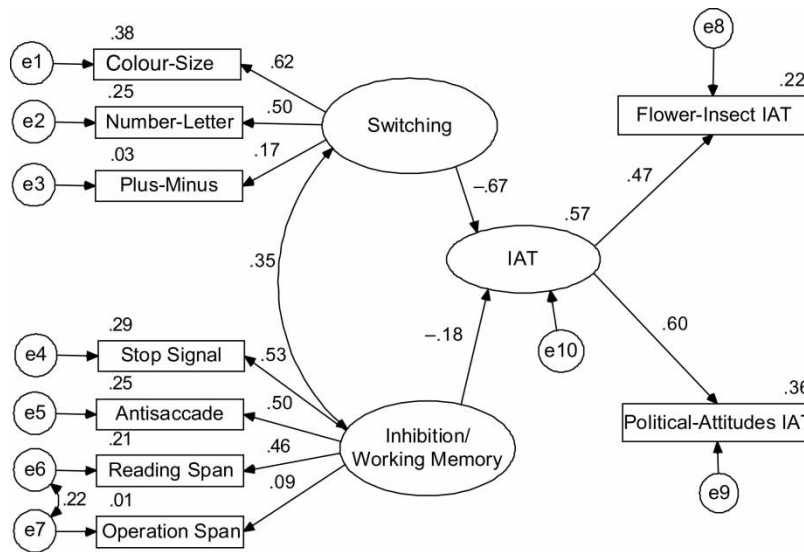 .38
e1
Colour-Size
.62
.25
e2
Number-Letter
.50
.03
e3
Plus-Minus
.17
Switching
–.67
.35
.29
e4
Stop Signal
.53
.25
e5
Antisaccade
.50
.21
e6
Reading Span
.46
.22
.01
e7
Operation Span
.09
Inhibition/
Working Memory
–.18
.57
IAT
e10
e8
.22
Flower-Insect IAT
.47
.60
.36
Political-Attitudes IAT
e9